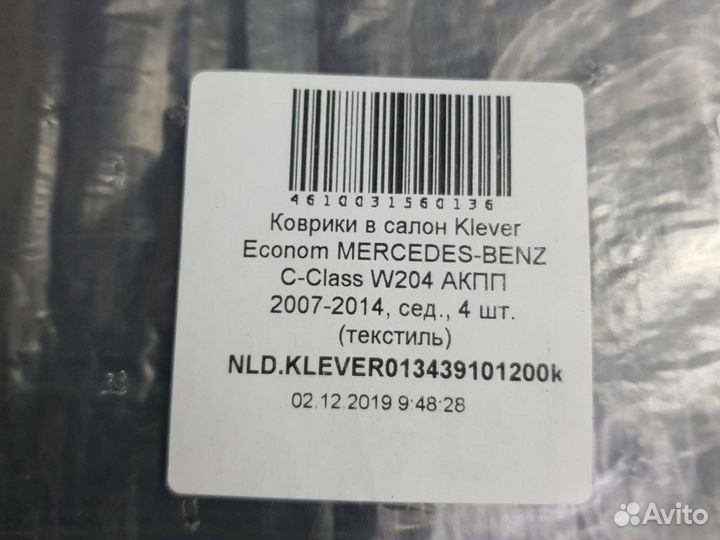 4610031560136
Коврики в салон Klever
Econom MERCEDES-BENZ
C-Class W204 АКПП
2007-2014, сед., 4 шт.
(текстиль)
NLD.KLEVER013439101200k
02.12.2019 9:48:28
Avito